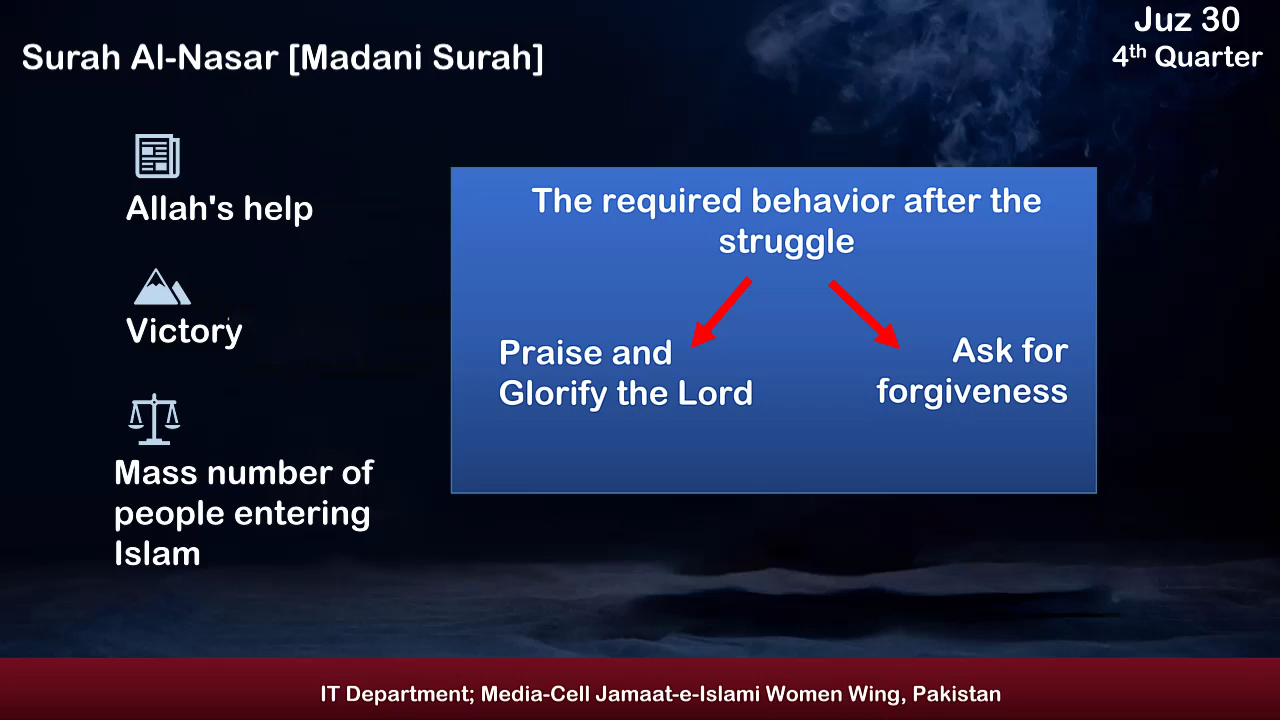 Juz 30
Surah Al-Nasar [Madani Surah]
4th Quarter
Allah's help
Victory
Mass number of
people entering
Islam
The required behavior after the
struggle
Praise and
Glorify the Lord
Ask for
forgiveness
IT Department; Media-Cell Jamaat-e-Islami Women Wing, Pakistan